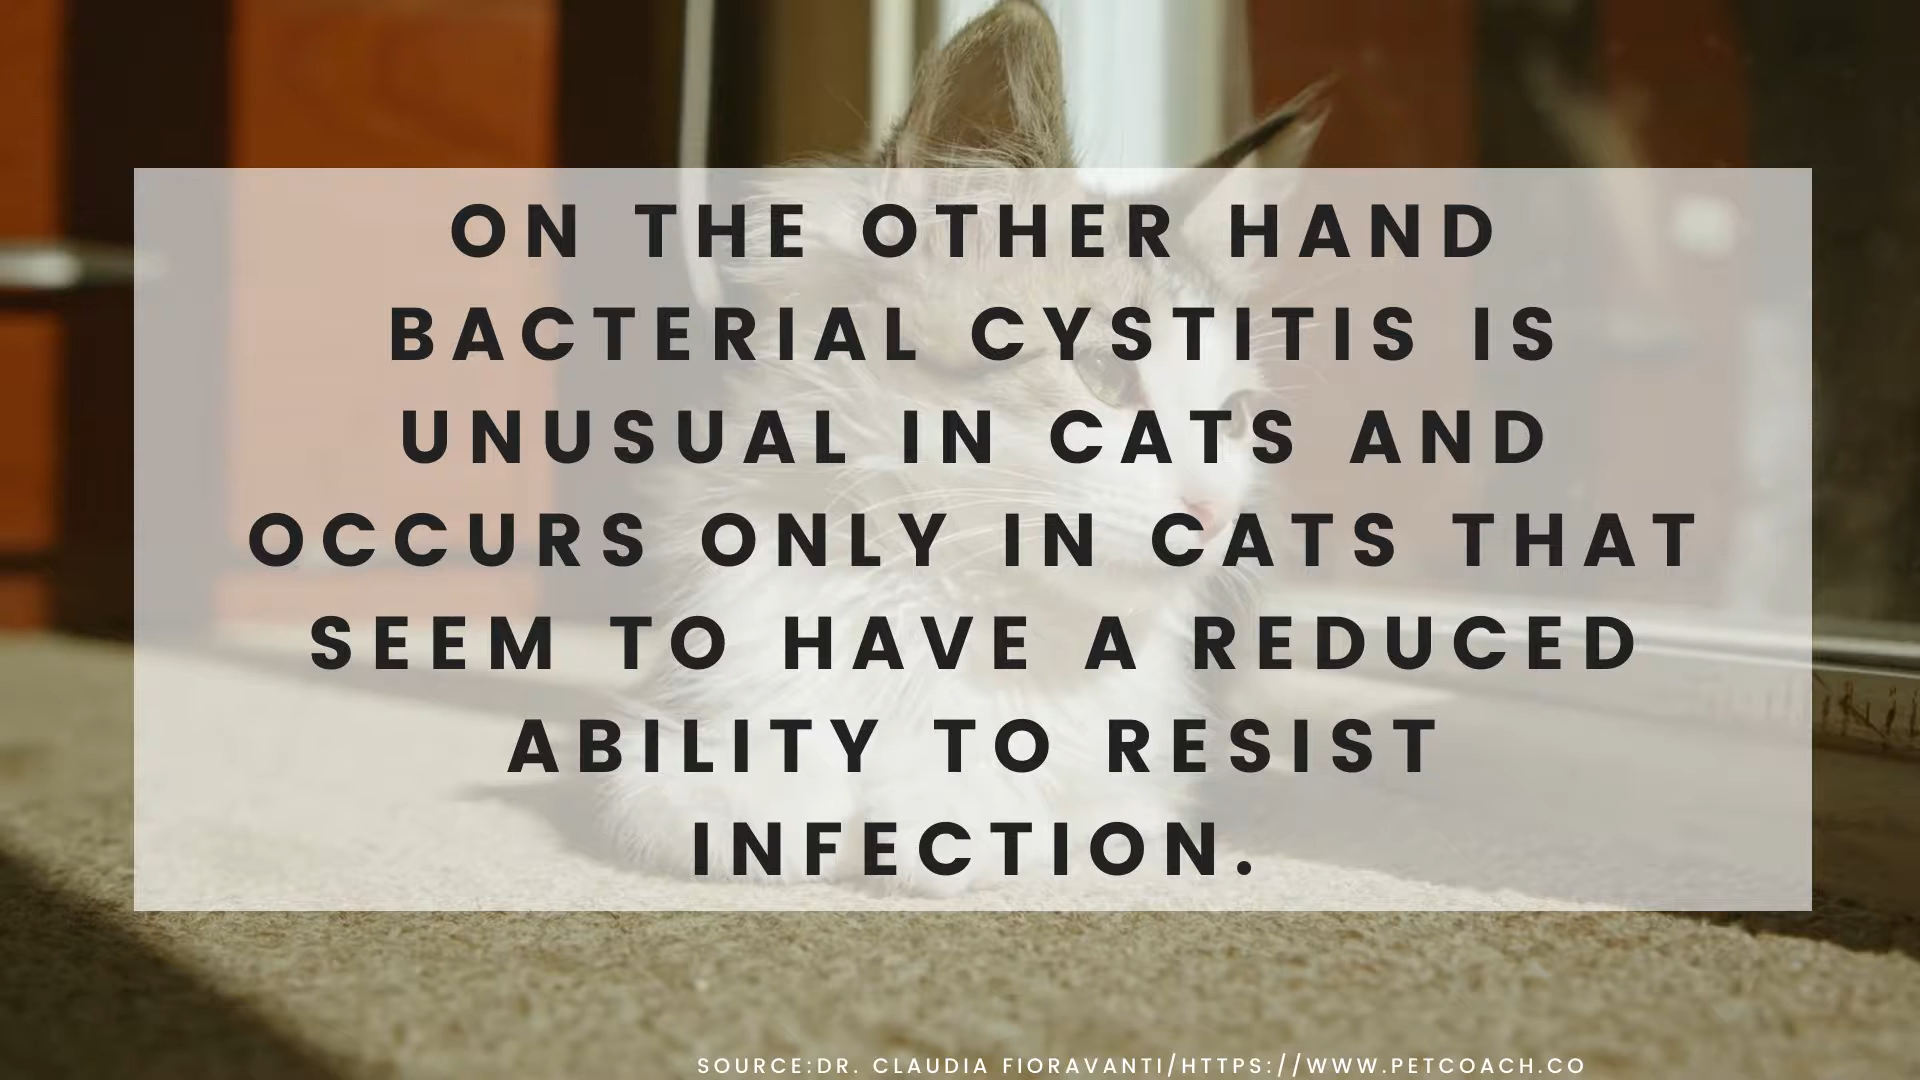 ON THE OTHER HAND
BACTERIAL CYSTITIS IS
UNUSUAL IN CATS AND
OCCURS ONLY IN CATS THAT
SEEM TO HAVE A REDUCED
ABILITY TO RESIST
INFECTION.
SOURCE:DR. CLAUDIA FIORAVANTI/HTTPS://WWW.PETCOACH.CO